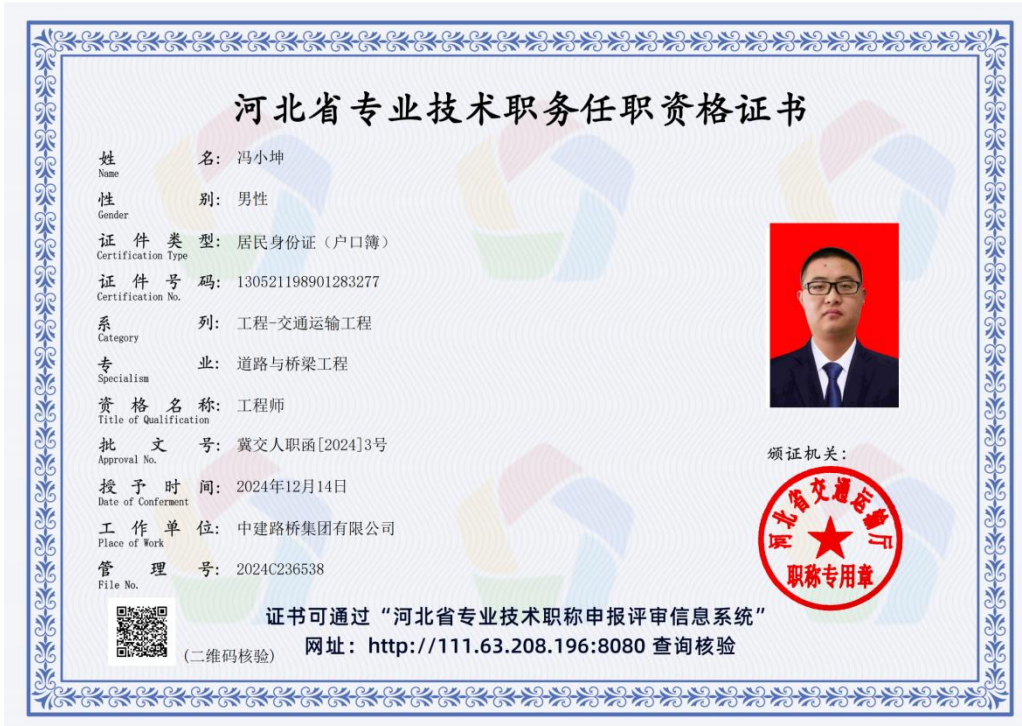 河北省专业技术职务任职资格证书
姓名：冯小坤
Name
性别：男性
Gender
证件类型：居民身份证（户口簿）
Certification Type
证件号码：130521198901283277
Certification No.
系列：工程-交通运输工程
Category
专业：道路与桥梁工程
Specialism
资格名称：工程师
Title of Qualification
批文号：冀交人职函[2024]3号
Approval No.
授予时间：2024年12月14日
Date of Conferment
工作单位：中建路桥集团有限公司
Place of Work
管理号：2024C236538
File No.
颁证机关：
河北省交通运输厅
职称专用章
(二维码核验)
证书可通过“河北省专业技术职称申报评审信息系统”
网址：http://111.63.208.196:8080 查询核验